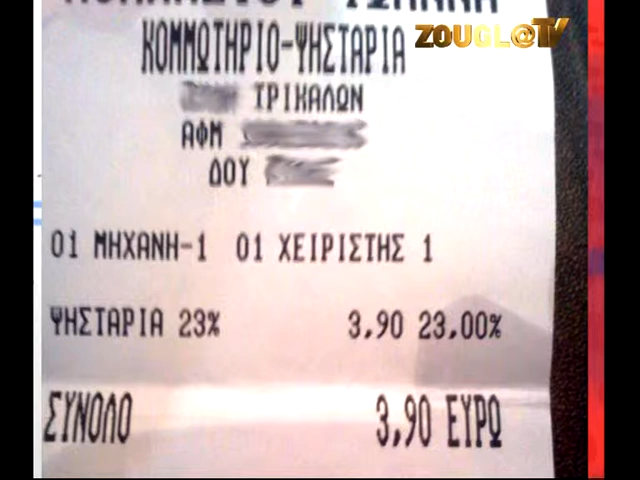 ZOUGL@TV
ΚΟΜΜΩΤΗΡΙΟ-ΨΗΣΤΑΡΙΑ
ΤΡΙΚΑΛΩΝ
ΑΦΜ
ΔΟΥ
01 ΜΗΧΑΝΗ-1 01 ΧΕΙΡΙΣΤΗΣ 1
ΨΗΣΤΑΡΙΑ 23% 3,90 23,00%
ΣΥΝΟΛΟ 3,90 ΕΥΡΩ